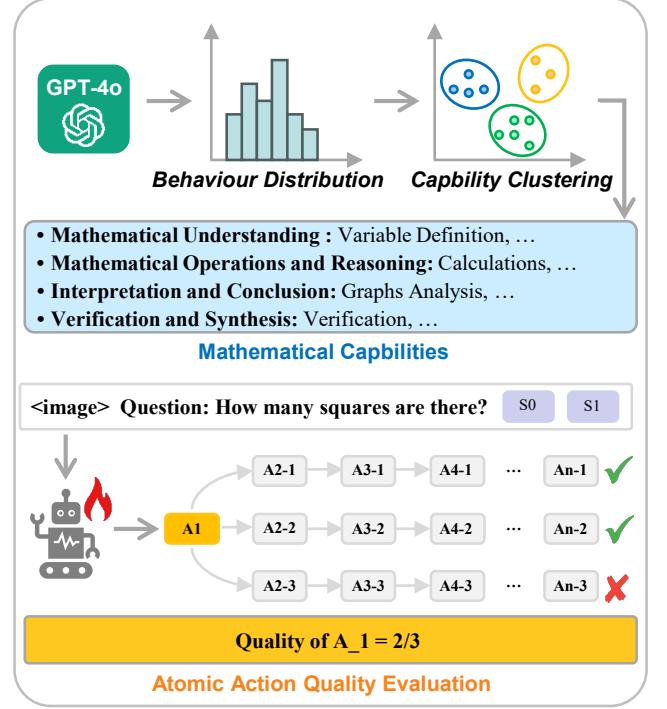 GPT-4o
Behaviour Distribution
Capbility Clustering
• Mathematical Understanding : Variable Definition, …
• Mathematical Operations and Reasoning: Calculations, …
• Interpretation and Conclusion: Graphs Analysis, …
• Verification and Synthesis: Verification, …
Mathematical Capbilities
<image> Question: How many squares are there? S0 S1
A2-1 A3-1 A4-1 … An-1
A1 A2-2 A3-2 A4-2 … An-2
A2-3 A3-3 A4-3 … An-3
Quality of A_1 = 2/3
Atomic Action Quality Evaluation